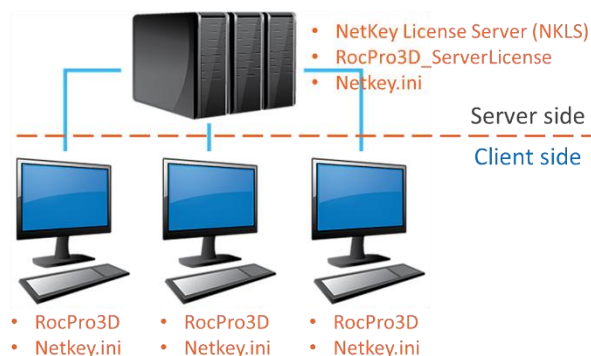 • NetKey License Server (NKLS)
• RocPro3D_ServerLicense
• Netkey.ini
Server side
Client side
• RocPro3D
• Netkey.ini
• RocPro3D
• Netkey.ini
• RocPro3D
• Netkey.ini